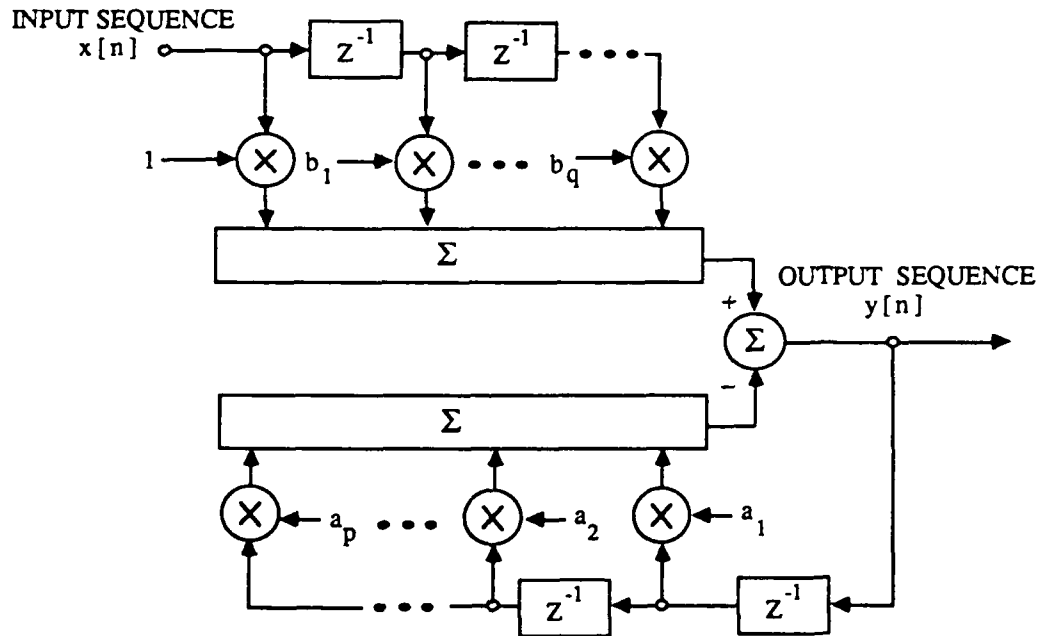 INPUT SEQUENCE
x[n]
z⁻¹
z⁻¹
1
b₁
b_q
Σ
OUTPUT SEQUENCE
y[n]
+
Σ
−
Σ
a_p
a₂
a₁
z⁻¹
z⁻¹